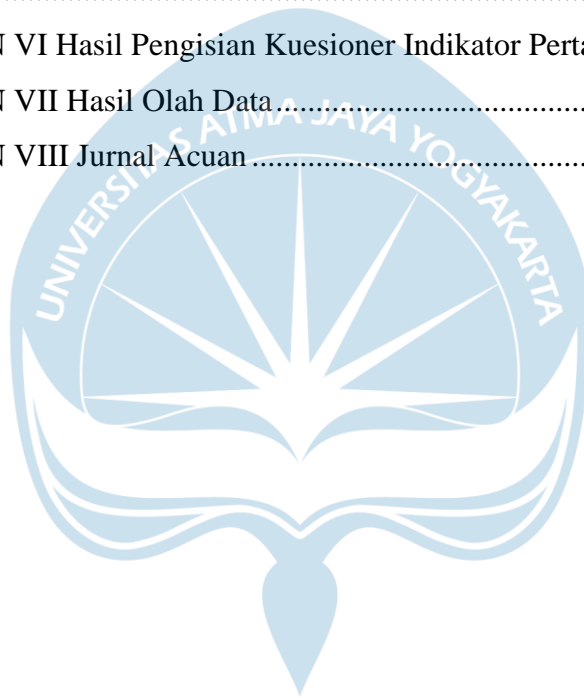 N VI Hasil Pengisian Kuesioner Indikator Perta
N VII Hasil Olah Data
N VIII Jurnal Acuan
UNIVERSITAS ATMA JAYA YOGYAKARTA